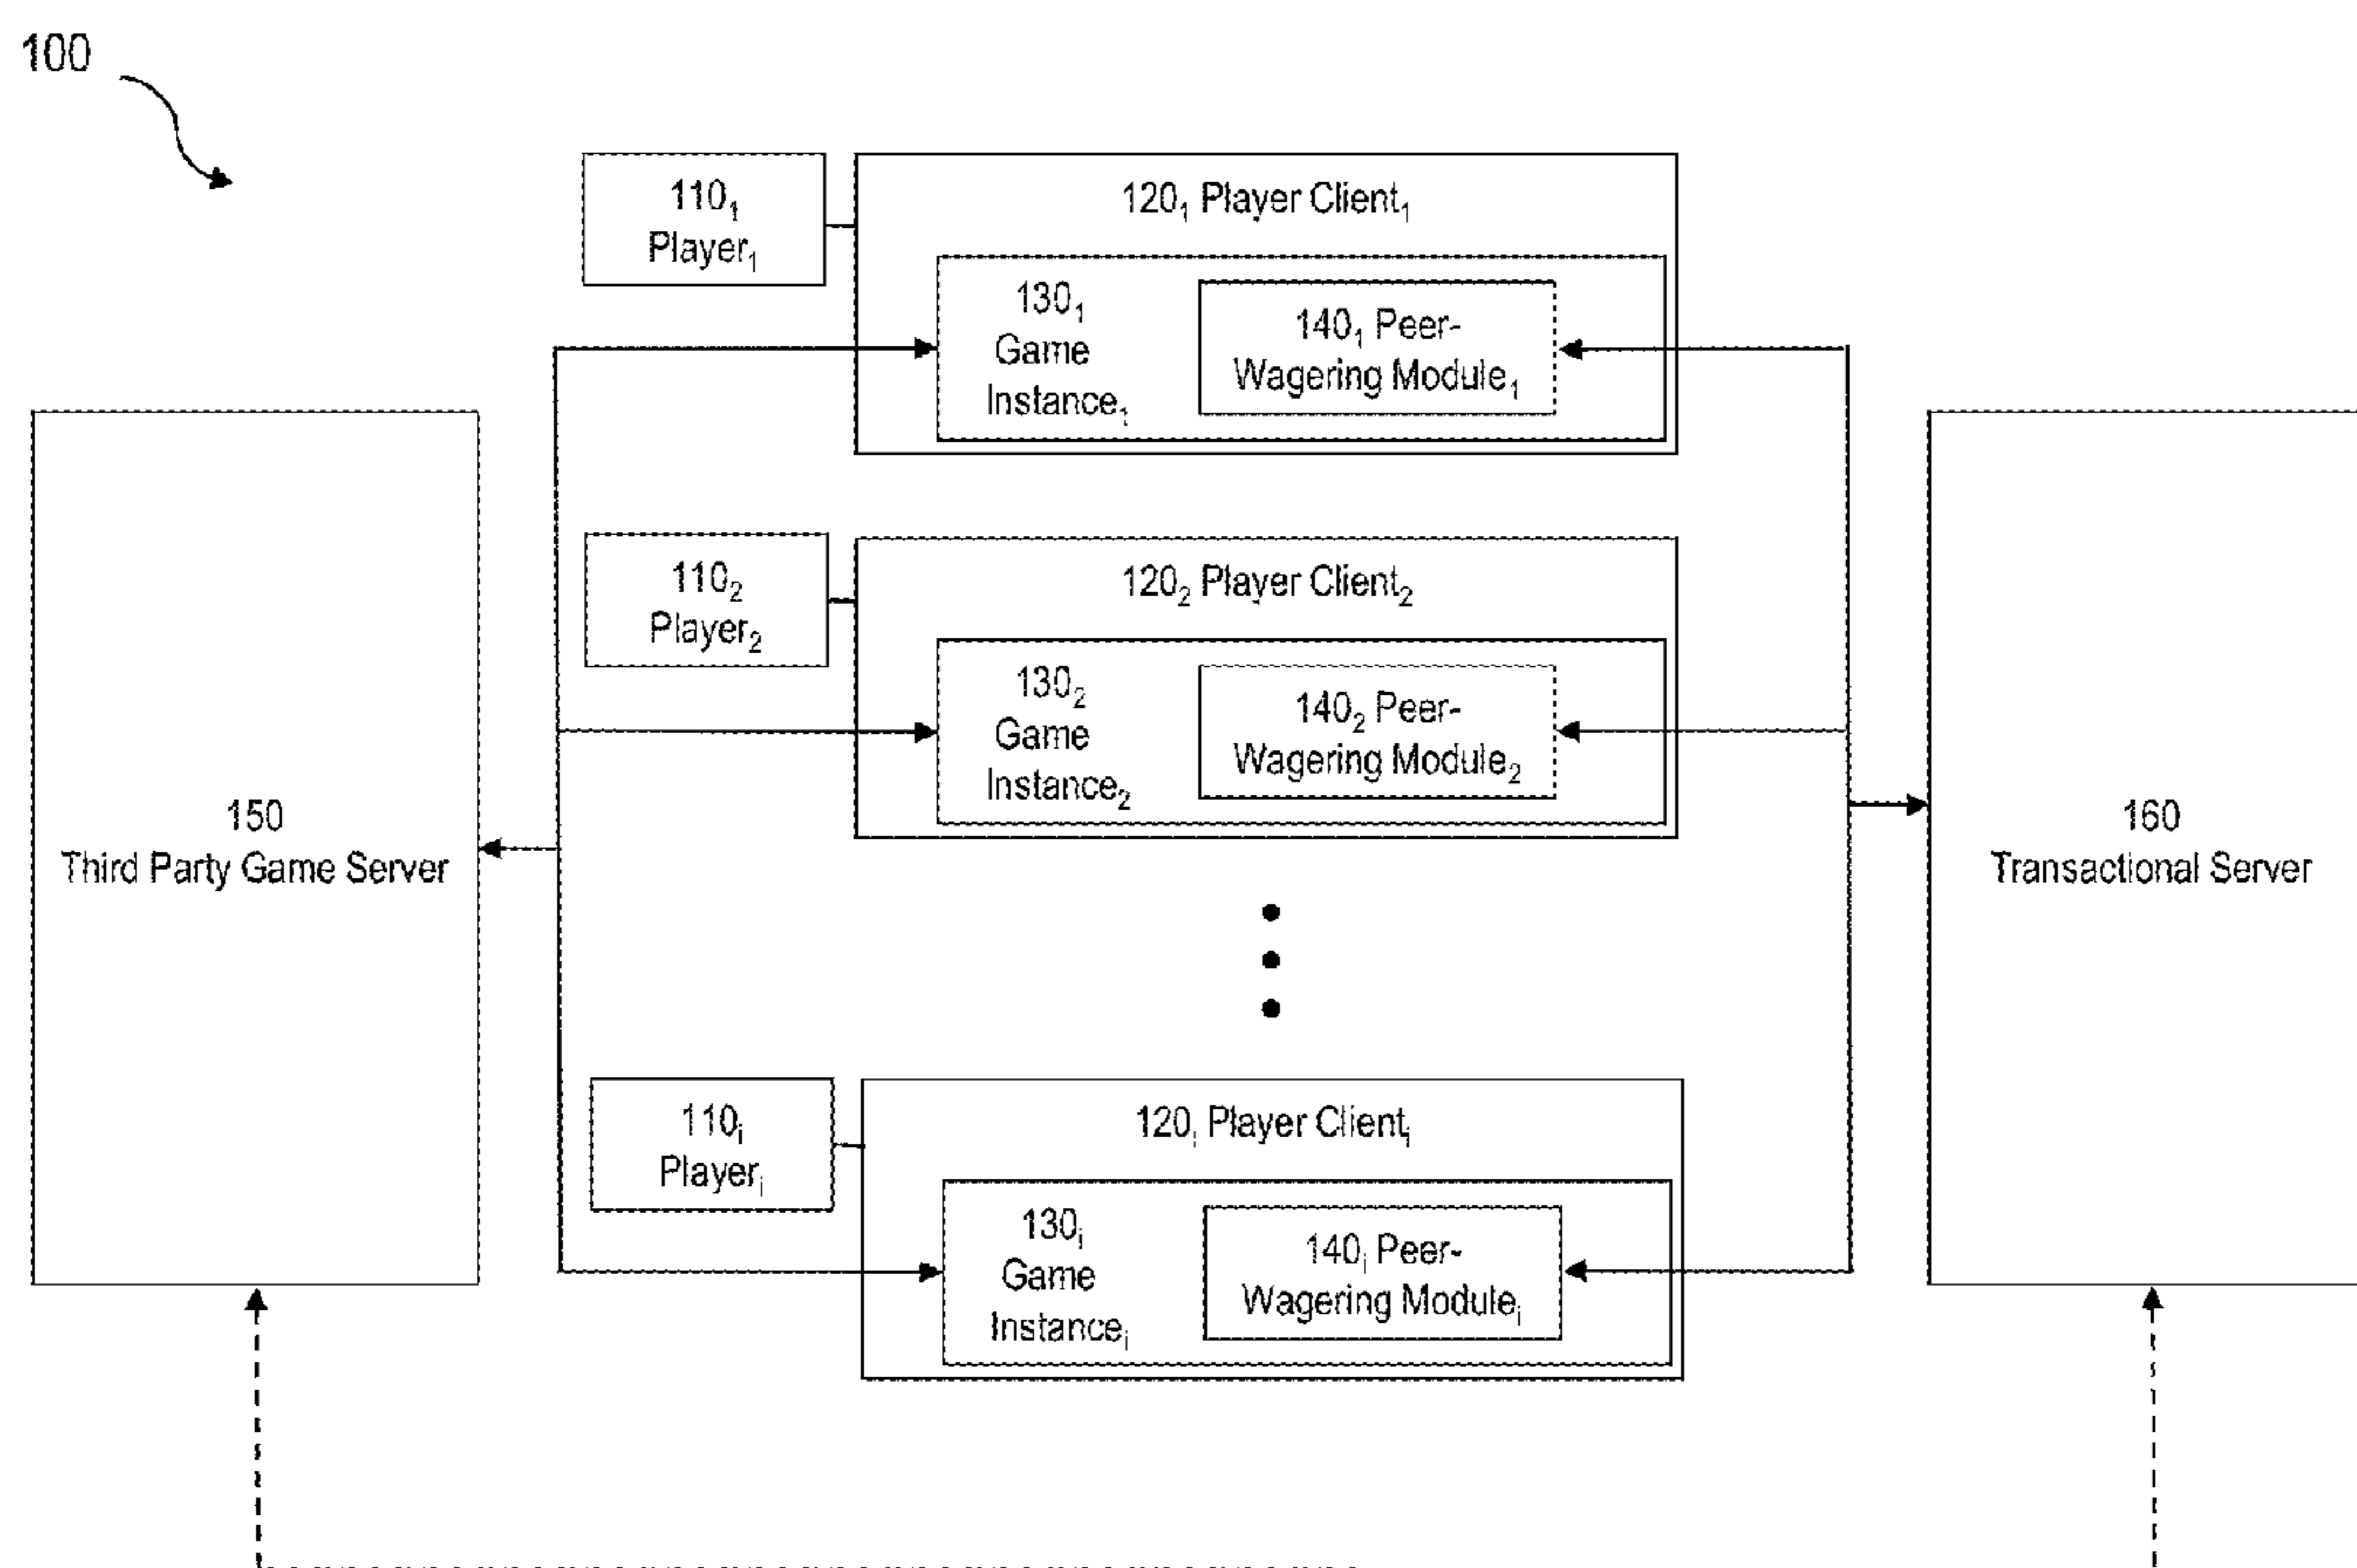 100
110₁
Player₁
120₁ Player Client₁
130₁
Game
Instance₁
140₁ Peer-
Wagering Module₁
110₂
Player₂
120₂ Player Client₂
130₂
Game
Instance₂
140₂ Peer-
Wagering Module₂
150
Third Party Game Server
160
Transactional Server
110ᵢ
Playerᵢ
120ᵢ Player Clientᵢ
130ᵢ
Game
Instanceᵢ
140ᵢ Peer-
Wagering Moduleᵢ